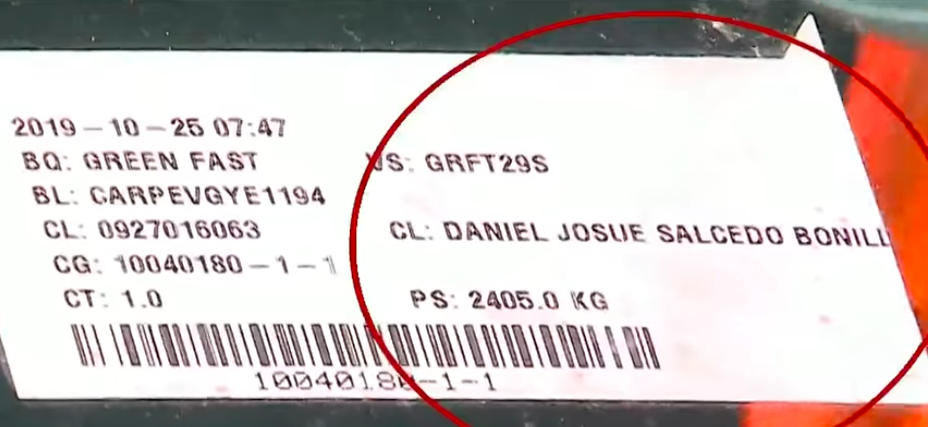 2019-10-25 07:47
BQ: GREEN FAST VS: GRFT29S
BL: CARPEVGYE1194
CL: 0927016063 CL: DANIEL JOSUE SALCEDO BONILL
CG: 10040180-1-1
CT: 1.0 PS: 2405.0 KG
10040180-1-1